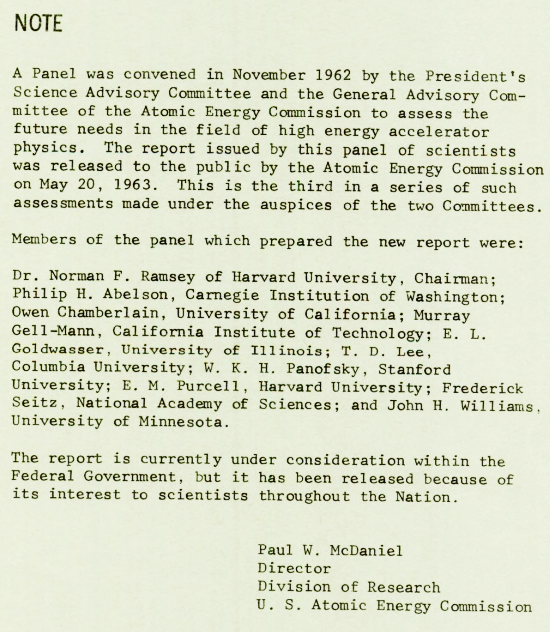 NOTE
A Panel was convened in November 1962 by the President's
Science Advisory Committee and the General Advisory Com-
mittee of the Atomic Energy Commission to assess the
future needs in the field of high energy accelerator
physics. The report issued by this panel of scientists
was released to the public by the Atomic Energy Commission
on May 20, 1963. This is the third in a series of such
assessments made under the auspices of the two Committees.
Members of the panel which prepared the new report were:
Dr. Norman F. Ramsey of Harvard University, Chairman;
Philip H. Abelson, Carnegie Institution of Washington;
Owen Chamberlain, University of California; Murray
Gell-Mann, California Institute of Technology; E. L.
Goldwasser, University of Illinois; T. D. Lee,
Columbia University; W. K. H. Panofsky, Stanford
University; E. M. Purcell, Harvard University; Frederick
Seitz, National Academy of Sciences; and John H. Williams,
University of Minnesota.
The report is currently under consideration within the
Federal Government, but it has been released because of
its interest to scientists throughout the Nation.
Paul W. McDaniel
Director
Division of Research
U. S. Atomic Energy Commission